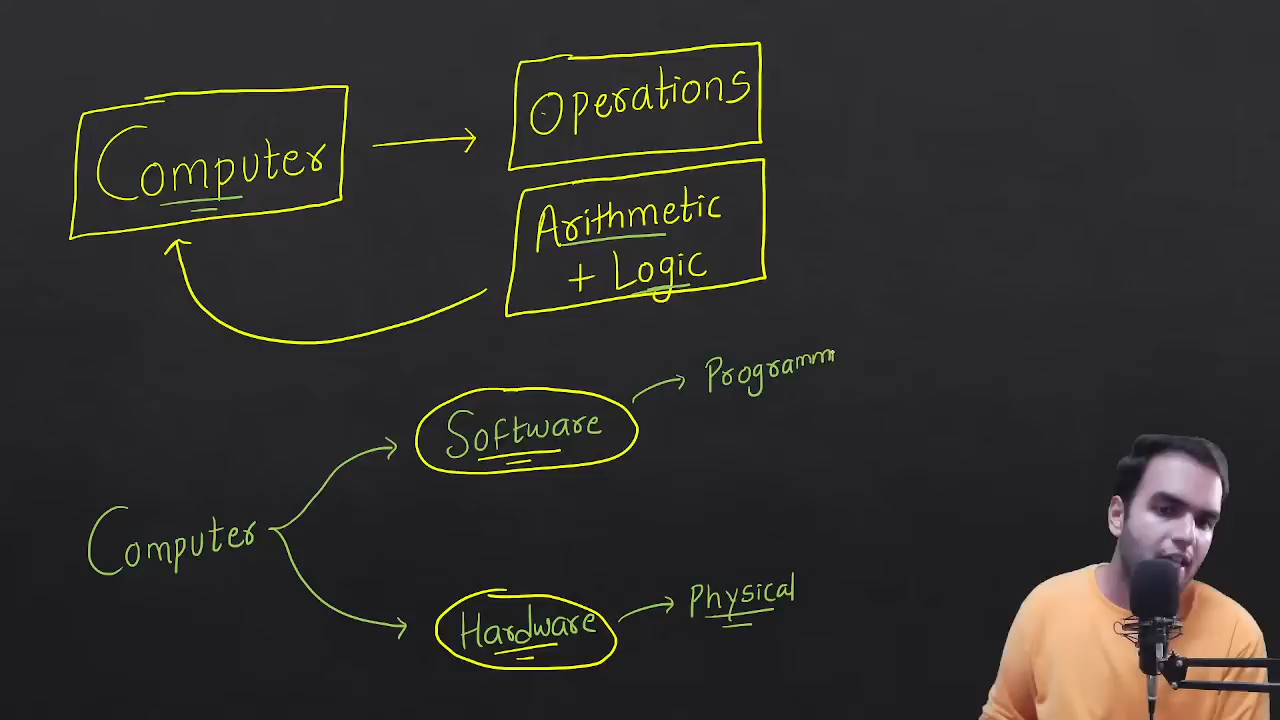 Computer
Operations
Arithmetic
+ Logic
Programm
Software
Computer
Hardware
Physical